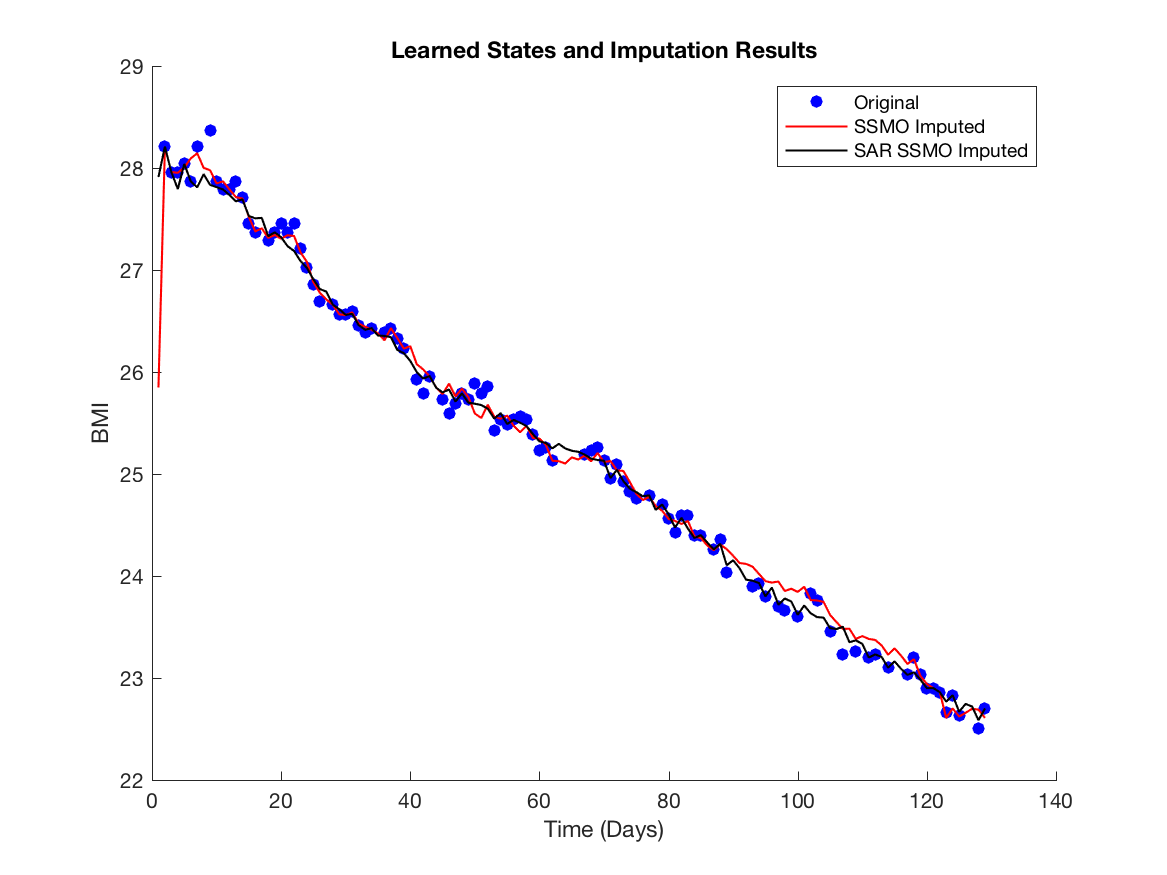 Learned States and Imputation Results
29
28
27
26
25
24
23
22
BMI
Original
SSMO Imputed
SAR SSMO Imputed
0 20 40 60 80 100 120 140
Time (Days)